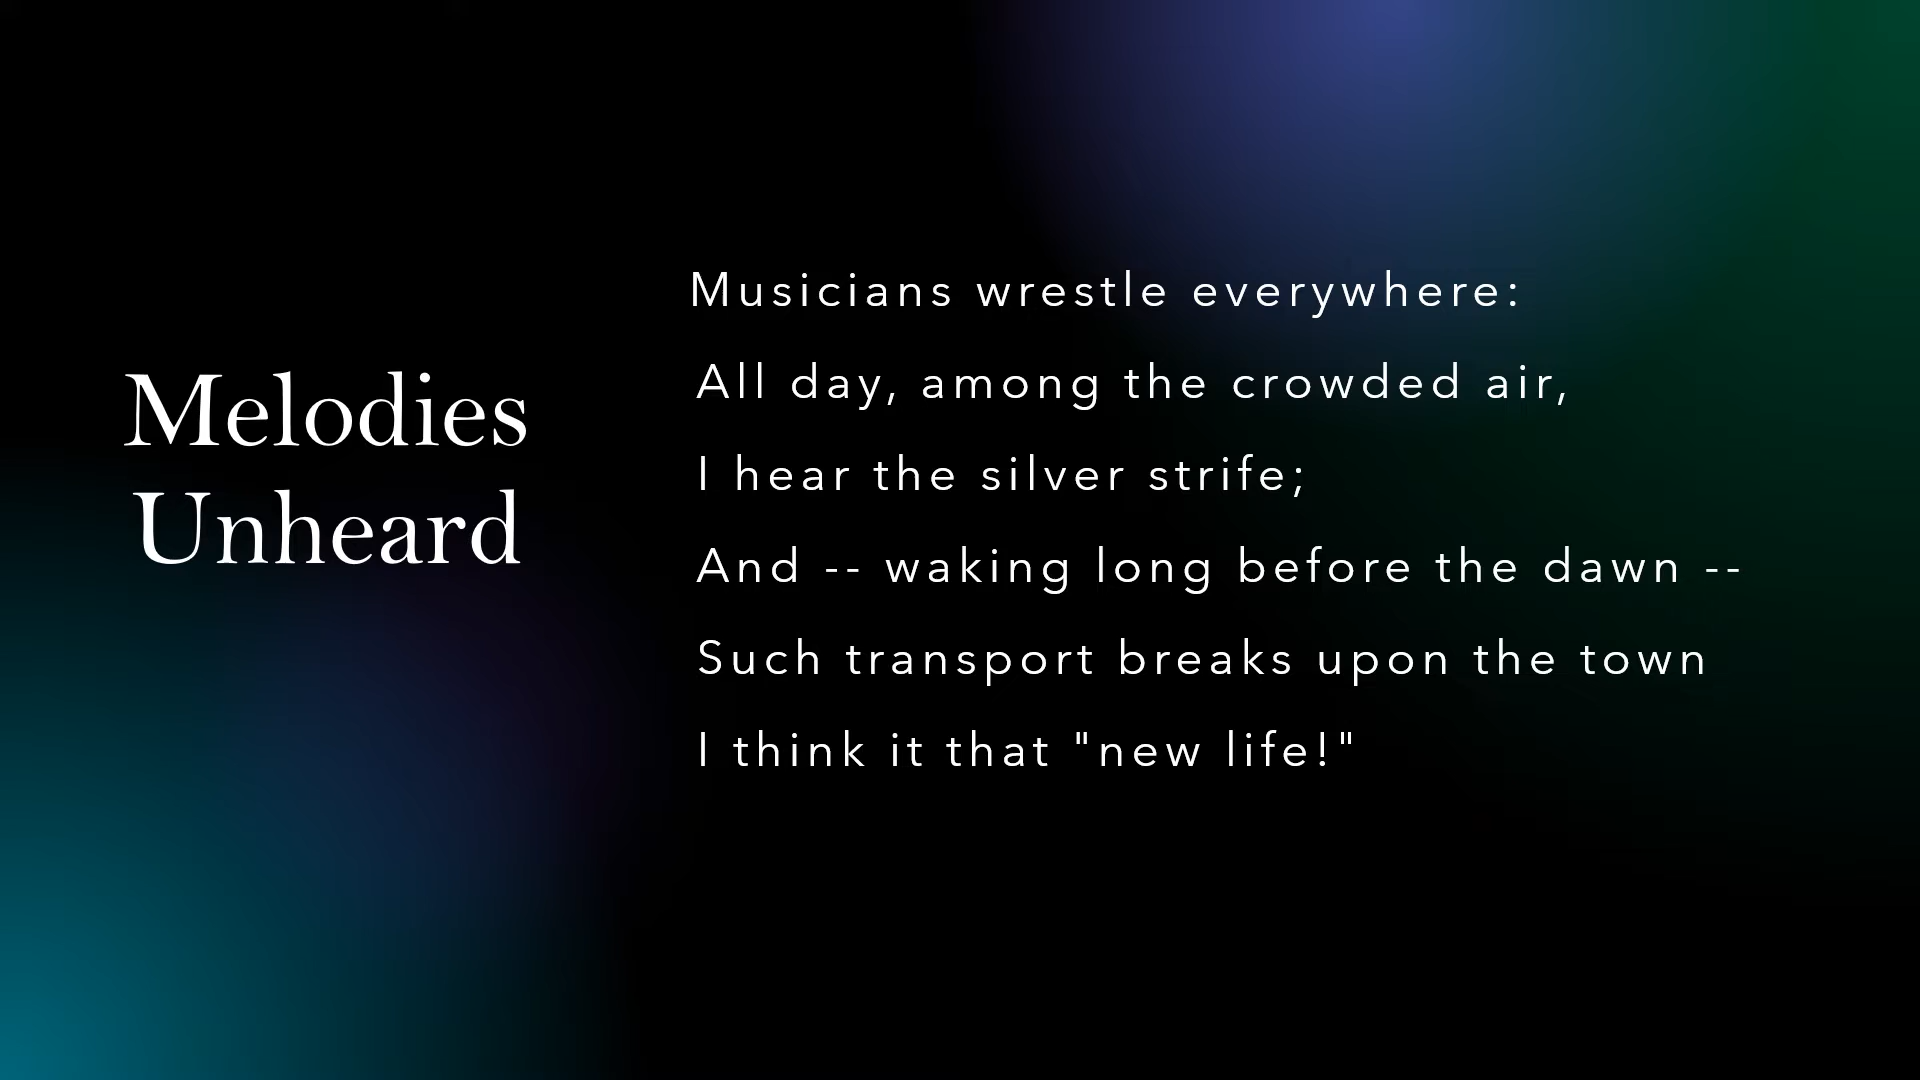 Melodies
Unheard
Musicians wrestle everywhere:
All day, among the crowded air,
I hear the silver strife;
And -- waking long before the dawn --
Such transport breaks upon the town
I think it that "new life!"